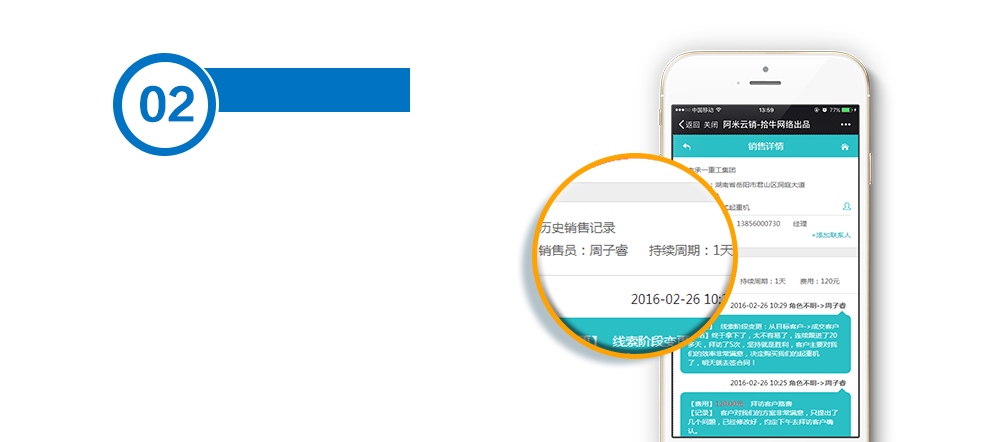 02
中国移动
13:59
77%
返回 关闭 阿米云销-拾牛网络出品
销售详情
承一重工集团
：湖南省岳阳市君山区洞庭大道
起重机
13856000730 经理
+添加联系人
历史销售记录
销售员：周子睿 持续周期：1天
持续周期：1天 费用：120元
2016-02-26 10:2
2016-02-26 10:29 角色不明->周子睿
】 线索阶段变更
】 线索阶段变更：从目标客户->成交客户
】终于拿下了，太不容易了，连续跟进了20
多天，拜访了5次，坚持就是胜利，客户主要对我
们的效率非常满意，决定购买我们的起重机
了，明天就去签合同！
2016-02-26 10:25 角色不明->周子睿
【费用】 拜访客户路费
【记录】 客户对我们的方案非常满意，只提出了
几个问题，已经修改好，约定下午去拜访客户确
认。